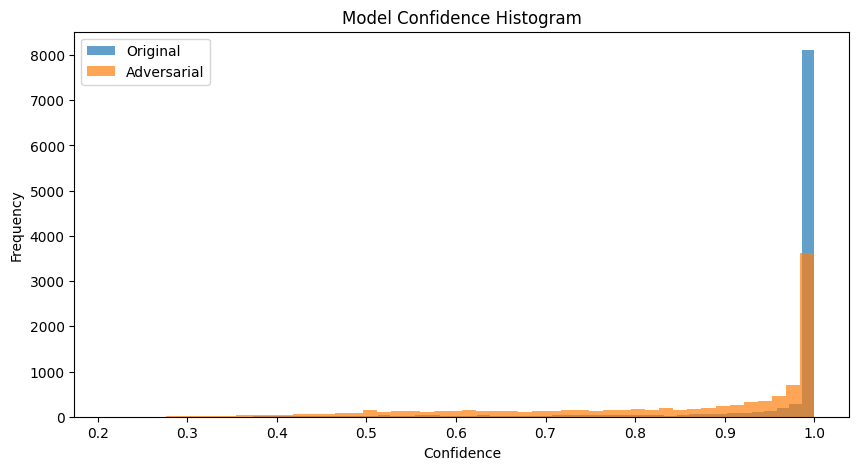 Model Confidence Histogram
Original
Adversarial
8000
7000
6000
5000
4000
3000
2000
1000
0
Frequency
0.2 0.3 0.4 0.5 0.6 0.7 0.8 0.9 1.0
Confidence